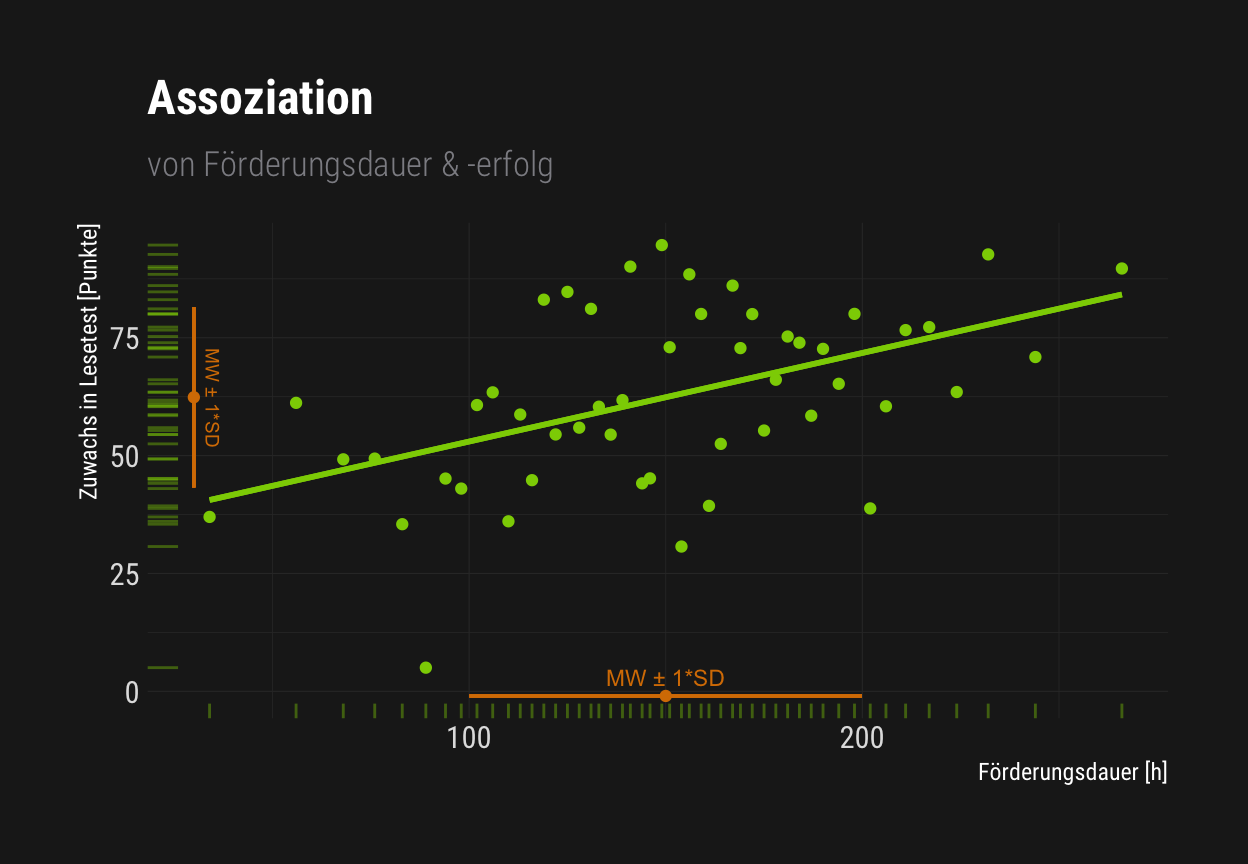 Assoziation
von Förderungsdauer & -erfolg
Zuwachs in Lesetest [Punkte]
75
50
25
0
MW ± 1*SD
MW ± 1*SD
100
200
Förderungsdauer [h]